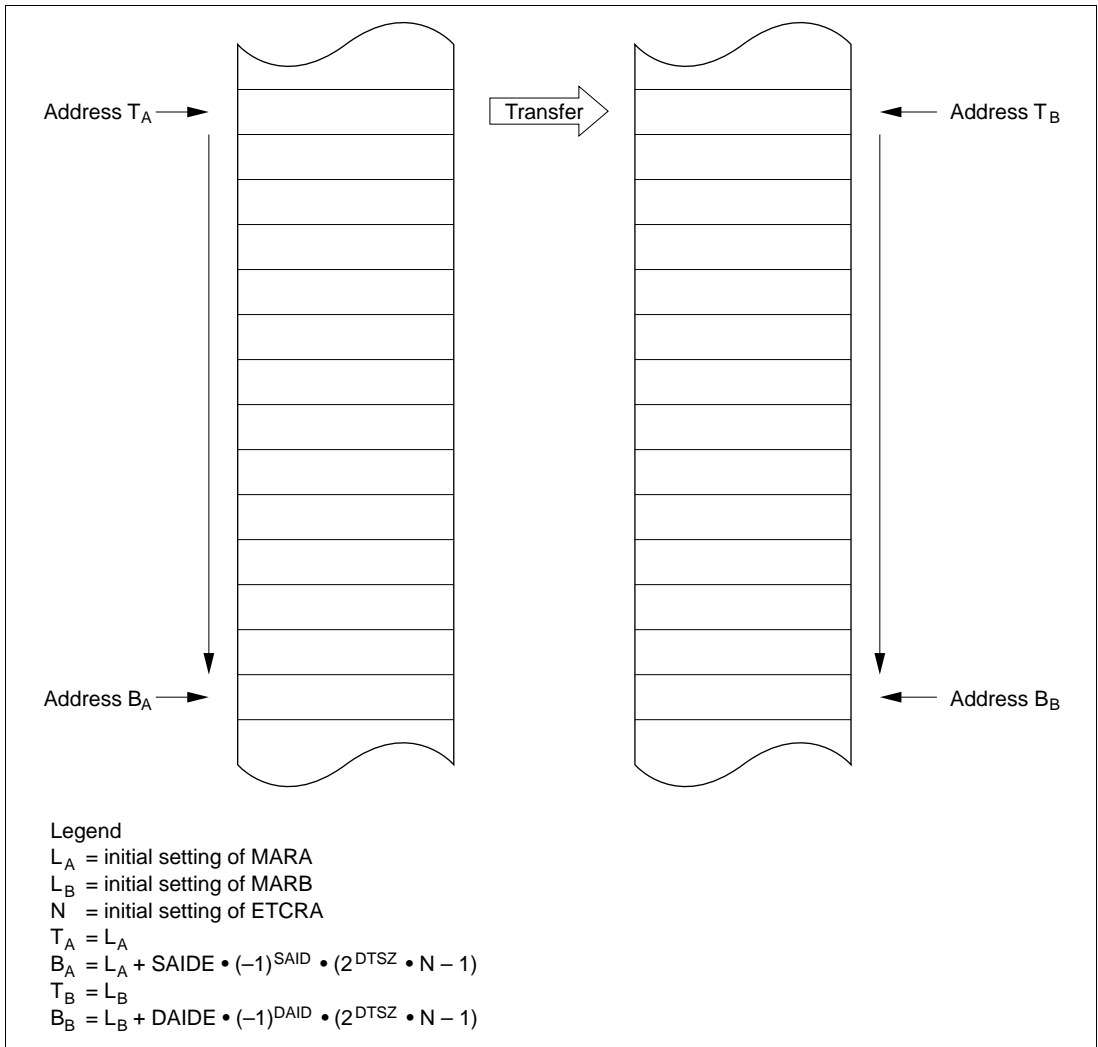 Address T_A
Transfer
Address T_B
Address B_A
Address B_B
Legend
L_A = initial setting of MARA
L_B = initial setting of MARB
N = initial setting of ETCRA
T_A = L_A
B_A = L_A + SAIDE • (–1)^SAID • (2^DTSZ • N – 1)
T_B = L_B
B_B = L_B + DAIDE • (–1)^DAID • (2^DTSZ • N – 1)